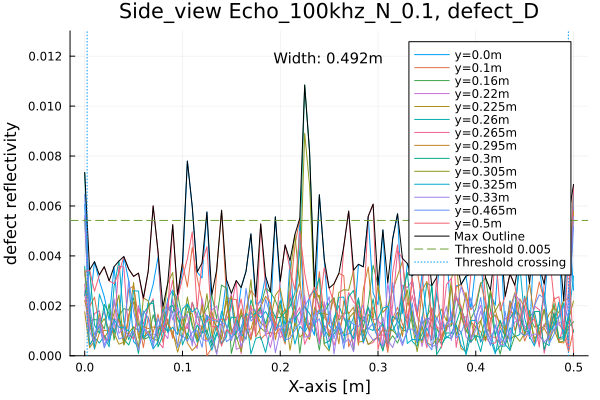 Side_view Echo_100khz_N_0.1, defect_D
Width: 0.492m
y=0.0m
y=0.1m
y=0.16m
y=0.22m
y=0.225m
y=0.26m
y=0.265m
y=0.295m
y=0.3m
y=0.305m
y=0.325m
y=0.33m
y=0.465m
y=0.5m
Max Outline
Threshold 0.005
Threshold crossing
defect reflectivity
0.012
0.010
0.008
0.006
0.004
0.002
0.000
0.0
0.1
0.2
0.3
0.4
0.5
X-axis [m]